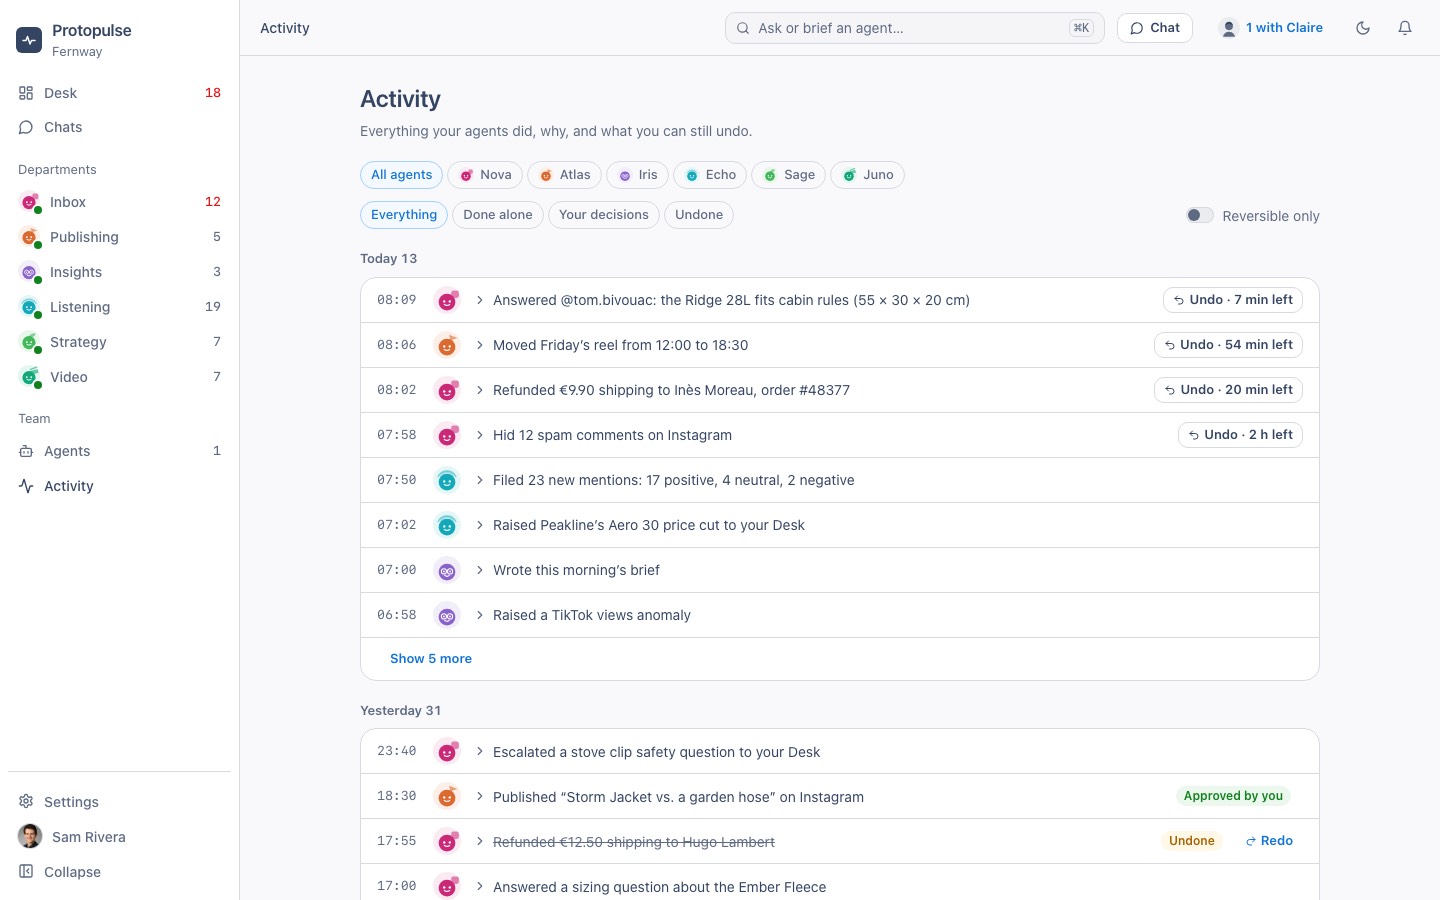 Protopulse
Fernway
Desk 18
Chats
Departments
Inbox 12
Publishing 5
Insights 3
Listening 19
Strategy 7
Video 7
Team
Agents 1
Activity
Settings
Sam Rivera
Collapse
Activity
Ask or brief an agent… ⌘K
Chat
1 with Claire
Activity
Everything your agents did, why, and what you can still undo.
All agents Nova Atlas Iris Echo Sage Juno
Everything Done alone Your decisions Undone Reversible only
Today 13
08:09 Answered @tom.bivouac: the Ridge 28L fits cabin rules (55 × 30 × 20 cm) Undo · 7 min left
08:06 Moved Friday’s reel from 12:00 to 18:30 Undo · 54 min left
08:02 Refunded €9.90 shipping to Inès Moreau, order #48377 Undo · 20 min left
07:58 Hid 12 spam comments on Instagram Undo · 2 h left
07:50 Filed 23 new mentions: 17 positive, 4 neutral, 2 negative
07:02 Raised Peakline’s Aero 30 price cut to your Desk
07:00 Wrote this morning’s brief
06:58 Raised a TikTok views anomaly
Show 5 more
Yesterday 31
23:40 Escalated a stove clip safety question to your Desk
18:30 Published “Storm Jacket vs. a garden hose” on Instagram Approved by you
17:55 Refunded €12.50 shipping to Hugo Lambert Undone Redo
17:00 Answered a sizing question about the Ember Fleece